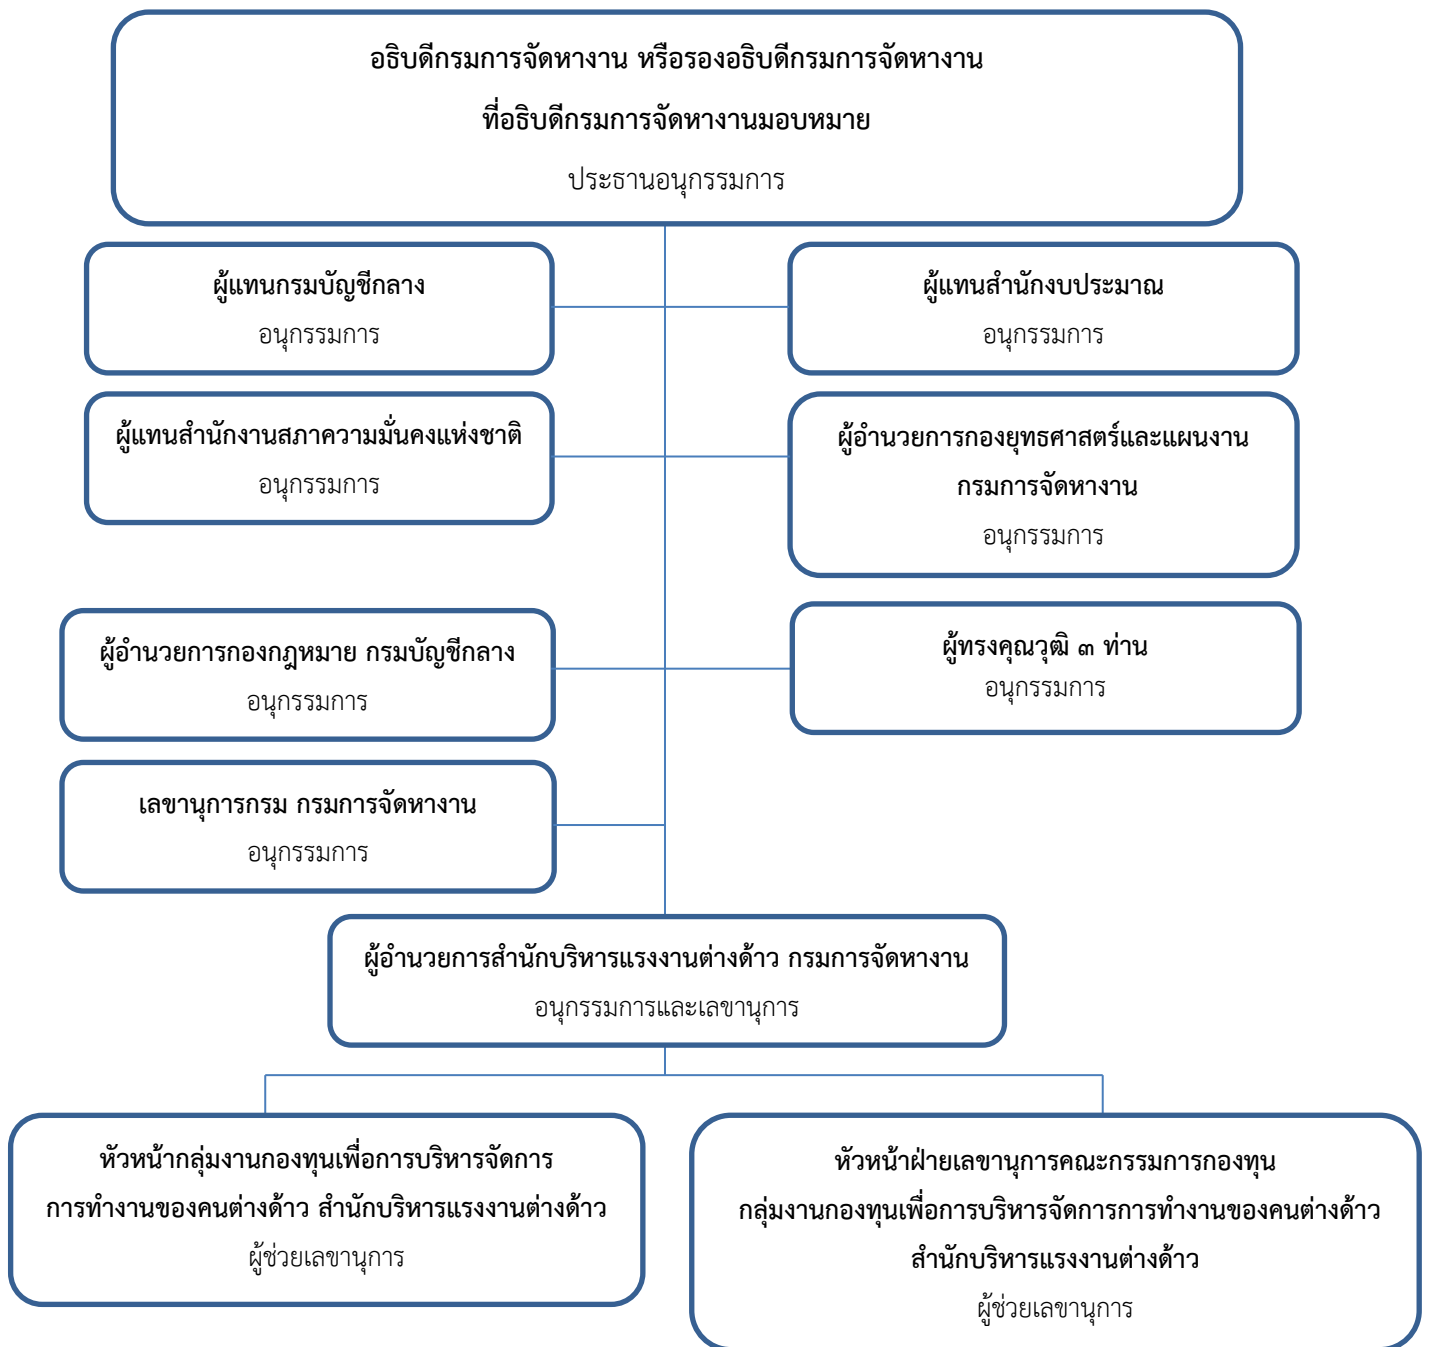 อธิบดีกรมการจัดหางาน หรือรองอธิบดีกรมการจัดหางาน
ที่อธิบดีกรมการจัดหางานมอบหมาย
ประธานอนุกรรมการ
ผู้แทนกรมบัญชีกลาง
อนุกรรมการ
ผู้แทนสำนักงบประมาณ
อนุกรรมการ
ผู้แทนสำนักงานสภาความมั่นคงแห่งชาติ
อนุกรรมการ
ผู้อำนวยการกองยุทธศาสตร์และแผนงาน
กรมการจัดหางาน
อนุกรรมการ
ผู้อำนวยการกองกฎหมาย กรมบัญชีกลาง
อนุกรรมการ
ผู้ทรงคุณวุฒิ ๓ ท่าน
อนุกรรมการ
เลขานุการกรม กรมการจัดหางาน
อนุกรรมการ
ผู้อำนวยการสำนักบริหารแรงงานต่างด้าว กรมการจัดหางาน
อนุกรรมการและเลขานุการ
หัวหน้ากลุ่มงานกองทุนเพื่อการบริหารจัดการ
การทำงานของคนต่างด้าว สำนักบริหารแรงงานต่างด้าว
ผู้ช่วยเลขานุการ
หัวหน้าฝ่ายเลขานุการคณะกรรมการกองทุน
กลุ่มงานกองทุนเพื่อการบริหารจัดการการทำงานของคนต่างด้าว
สำนักบริหารแรงงานต่างด้าว
ผู้ช่วยเลขานุการ